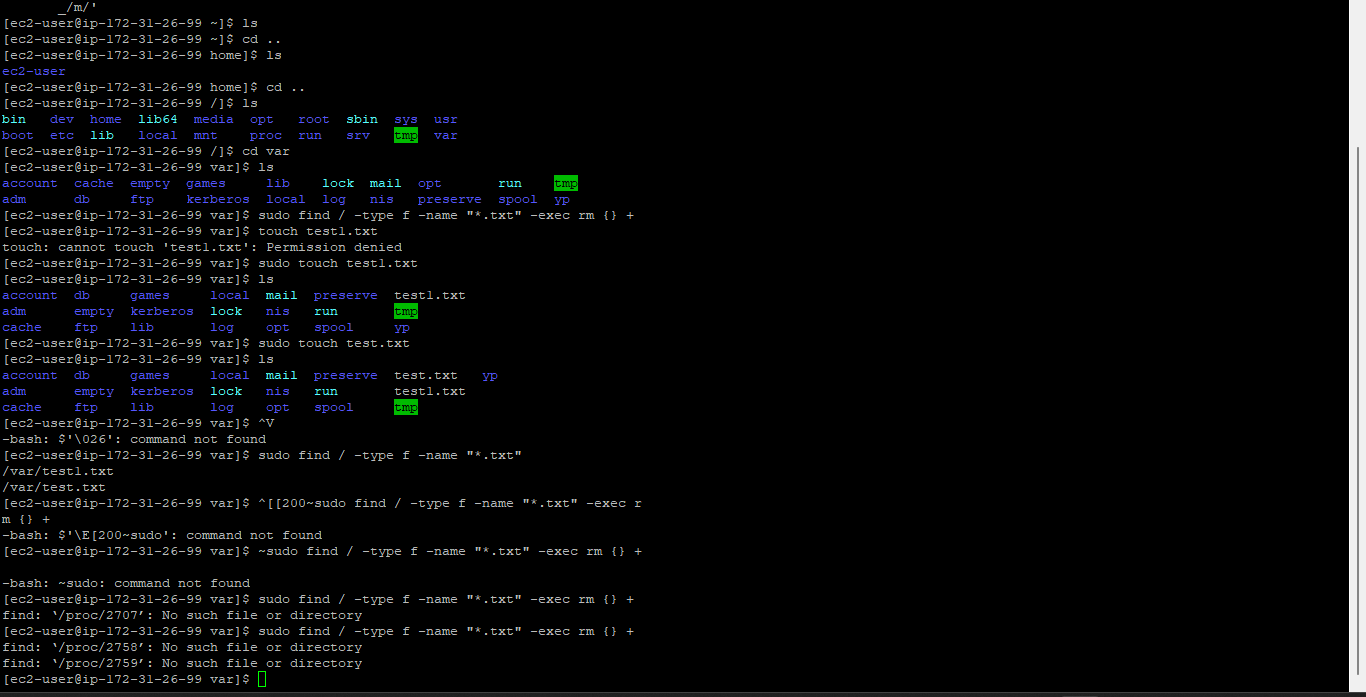 _/m/'
[ec2-user@ip-172-31-26-99 ~]$ ls
[ec2-user@ip-172-31-26-99 ~]$ cd ..
[ec2-user@ip-172-31-26-99 home]$ ls
ec2-user
[ec2-user@ip-172-31-26-99 home]$ cd ..
[ec2-user@ip-172-31-26-99 /]$ ls
bin   dev  home  lib64  media  opt   root  sbin  sys  usr
boot  etc  lib   local  mnt    proc  run   srv   tmp  var
[ec2-user@ip-172-31-26-99 /]$ cd var
[ec2-user@ip-172-31-26-99 var]$ ls
account  cache  empty  games     lib    lock  mail  opt       run    tmp
adm      db     ftp    kerberos  local  log   nis   preserve  spool  yp
[ec2-user@ip-172-31-26-99 var]$ sudo find / -type f -name "*.txt" -exec rm {} +
[ec2-user@ip-172-31-26-99 var]$ touch test1.txt
touch: cannot touch 'test1.txt': Permission denied
[ec2-user@ip-172-31-26-99 var]$ sudo touch test1.txt
[ec2-user@ip-172-31-26-99 var]$ ls
account  db     games     local  mail  preserve  test1.txt
adm      empty  kerberos  lock   nis   run       tmp
cache    ftp    lib       log    opt   spool     yp
[ec2-user@ip-172-31-26-99 var]$ sudo touch test.txt
[ec2-user@ip-172-31-26-99 var]$ ls
account  db     games     local  mail  preserve  test.txt   yp
adm      empty  kerberos  lock   nis   run       test1.txt
cache    ftp    lib       log    opt   spool     tmp
[ec2-user@ip-172-31-26-99 var]$ ^V
-bash: $'\026': command not found
[ec2-user@ip-172-31-26-99 var]$ sudo find / -type f -name "*.txt"
/var/test1.txt
/var/test.txt
[ec2-user@ip-172-31-26-99 var]$ ^[[200~sudo find / -type f -name "*.txt" -exec r
m {} +
-bash: $'\E[200~sudo': command not found
[ec2-user@ip-172-31-26-99 var]$ ~sudo find / -type f -name "*.txt" -exec rm {} +
-bash: ~sudo: command not found
[ec2-user@ip-172-31-26-99 var]$ sudo find / -type f -name "*.txt" -exec rm {} +
find: ‘/proc/2707’: No such file or directory
[ec2-user@ip-172-31-26-99 var]$ sudo find / -type f -name "*.txt" -exec rm {} +
find: ‘/proc/2758’: No such file or directory
find: ‘/proc/2759’: No such file or directory
[ec2-user@ip-172-31-26-99 var]$